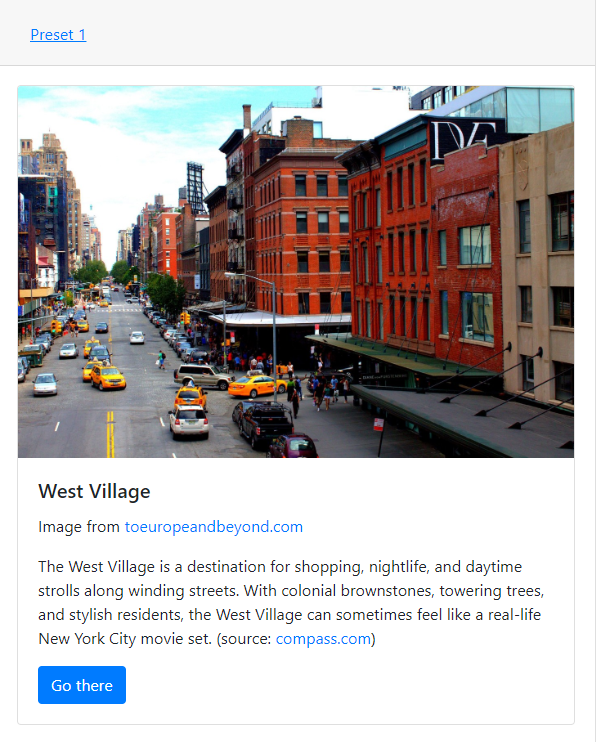 Preset 1
DVF
West Village
Image from toeuropeandbeyond.com
The West Village is a destination for shopping, nightlife, and daytime
strolls along winding streets. With colonial brownstones, towering trees,
and stylish residents, the West Village can sometimes feel like a real-life
New York City movie set. (source: compass.com)
Go there